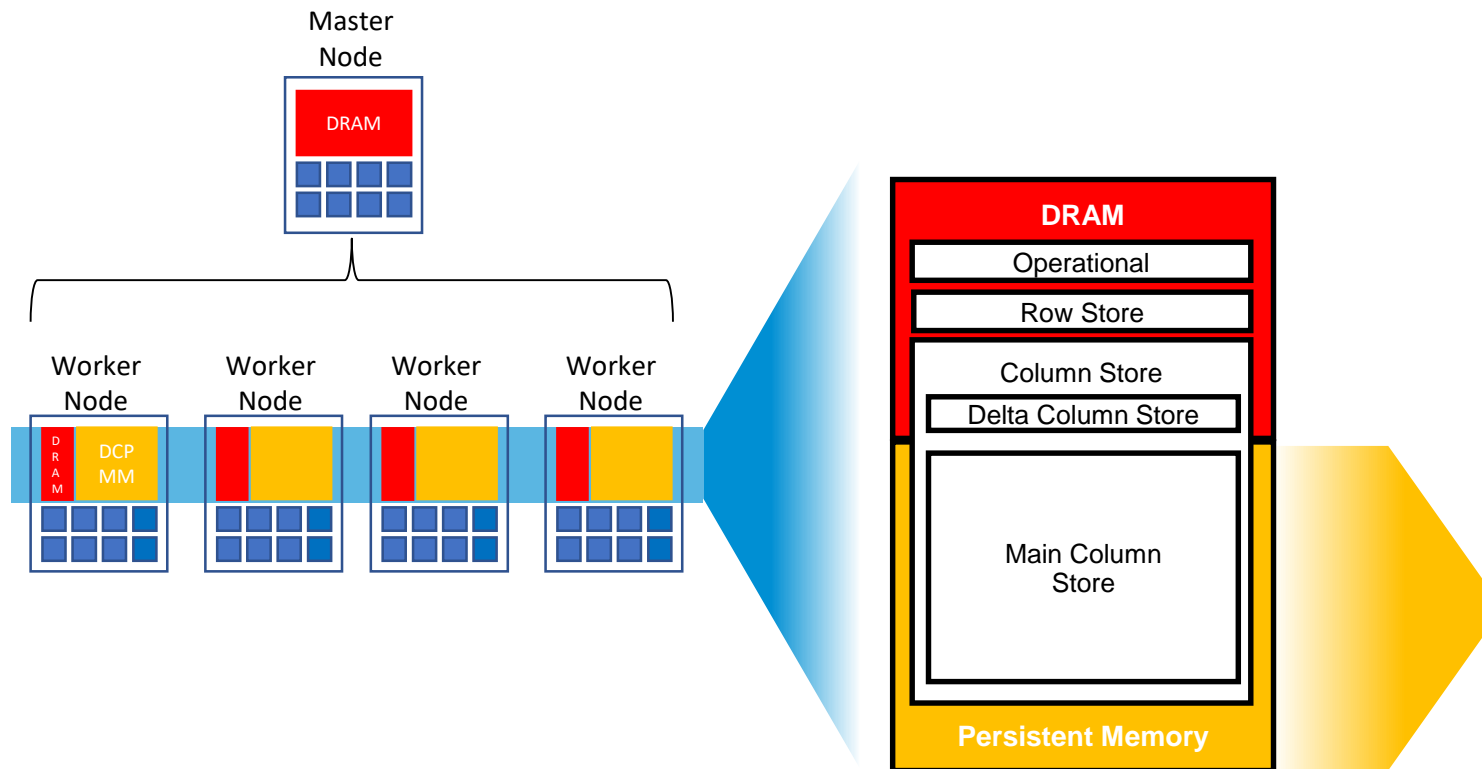 Master
Node
DRAM
Worker
Node
Worker
Node
Worker
Node
Worker
Node
D
R
A
M
DCP
MM
DRAM
Operational
Row Store
Column Store
Delta Column Store
Main Column
Store
Persistent Memory